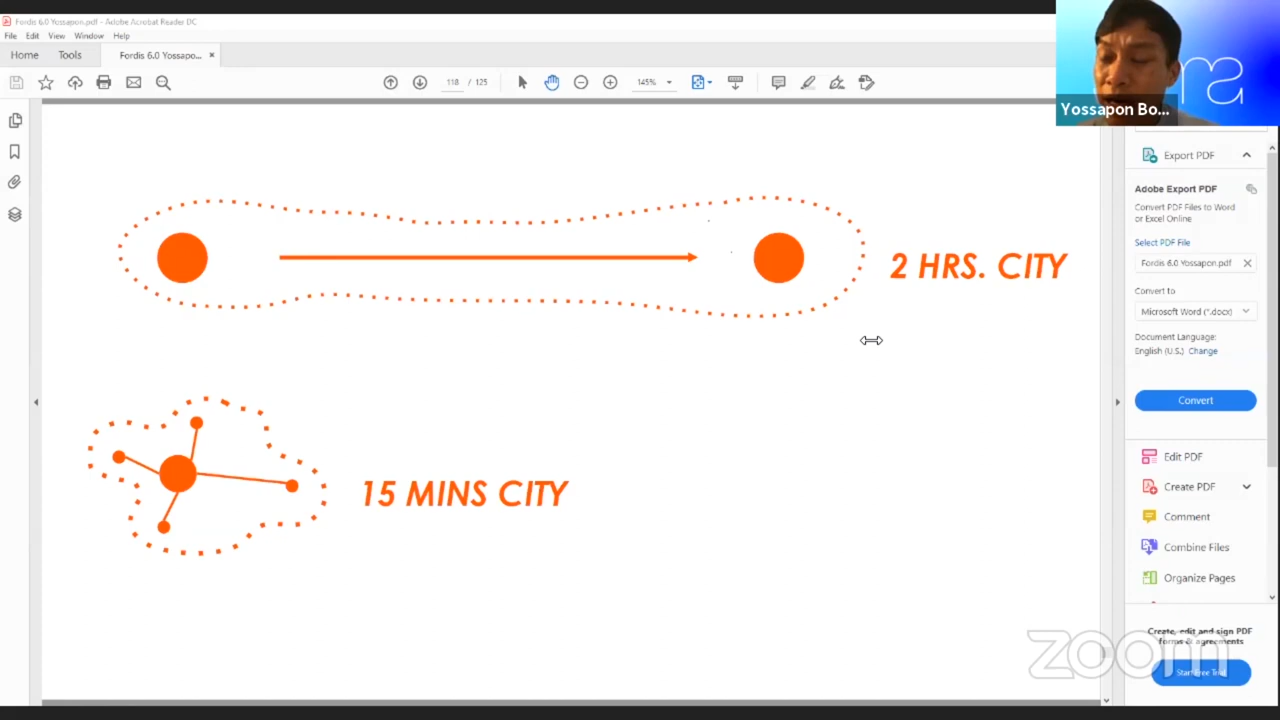 Fordis 6.0 Yossapon.pdf - Adobe Acrobat Reader DC
File Edit View Window Help
Home Tools Fordis 6.0 Yossapo... ×
118 / 125 145%
Yossapon Bo...
Export PDF
Adobe Export PDF
Convert PDF Files to Word
or Excel Online
Select PDF File
Fordis 6.0 Yossapon.pdf
Convert to
Microsoft Word (*.docx)
Document Language:
English (U.S.) Change
Convert
Edit PDF
Create PDF
Comment
Combine Files
Organize Pages
Create, edit and sign PDF
forms & agreements
Start Free Trial
2 HRS. CITY
15 MINS CITY
zoom